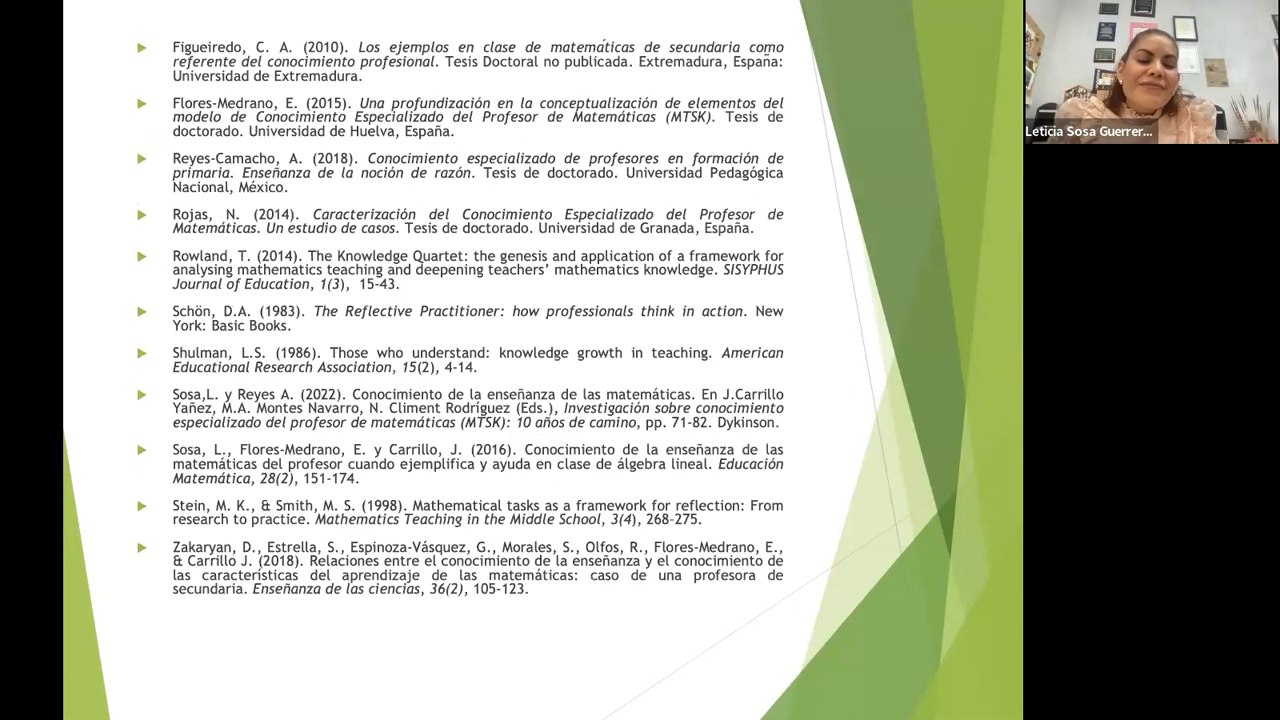 Figueiredo, C. A. (2010). Los ejemplos en clase de matemáticas de secundaria como
referente del conocimiento profesional. Tesis Doctoral no publicada. Extremadura, España:
Universidad de Extremadura.
Flores-Medrano, E. (2015). Una profundización en la conceptualización de elementos del
modelo de Conocimiento Especializado del Profesor de Matemáticas (MTSK). Tesis de
doctorado. Universidad de Huelva, España.
Reyes-Camacho, A. (2018). Conocimiento especializado de profesores en formación de
primaria. Enseñanza de la noción de razón. Tesis de doctorado. Universidad Pedagógica
Nacional, México.
Rojas, N. (2014). Caracterización del Conocimiento Especializado del Profesor de
Matemáticas. Un estudio de casos. Tesis de doctorado. Universidad de Granada, España.
Rowland, T. (2014). The Knowledge Quartet: the genesis and application of a framework for
analysing mathematics teaching and deepening teachers’ mathematics knowledge. SISYPHUS
Journal of Education, 1(3), 15-43.
Schön, D.A. (1983). The Reflective Practitioner: how professionals think in action. New
York: Basic Books.
Shulman, L.S. (1986). Those who understand: knowledge growth in teaching. American
Educational Research Association, 15(2), 4-14.
Sosa,L. y Reyes A. (2022). Conocimiento de la enseñanza de las matemáticas. En J.Carrillo
Yañez, M.A. Montes Navarro, N. Climent Rodríguez (Eds.), Investigación sobre conocimiento
especializado del profesor de matemáticas (MTSK): 10 años de camino, pp. 71-82. Dykinson.
Sosa, L., Flores-Medrano, E. y Carrillo, J. (2016). Conocimiento de la enseñanza de las
matemáticas del profesor cuando ejemplifica y ayuda en clase de álgebra lineal. Educación
Matemática, 28(2), 151-174.
Stein, M. K., & Smith, M. S. (1998). Mathematical tasks as a framework for reflection: From
research to practice. Mathematics Teaching in the Middle School, 3(4), 268–275.
Zakaryan, D., Estrella, S., Espinoza-Vásquez, G., Morales, S., Olfos, R., Flores-Medrano, E.,
& Carrillo J. (2018). Relaciones entre el conocimiento de la enseñanza y el conocimiento de
las características del aprendizaje de las matemáticas: caso de una profesora de
secundaria. Enseñanza de las ciencias, 36(2), 105-123.
Leticia Sosa Guerrer...